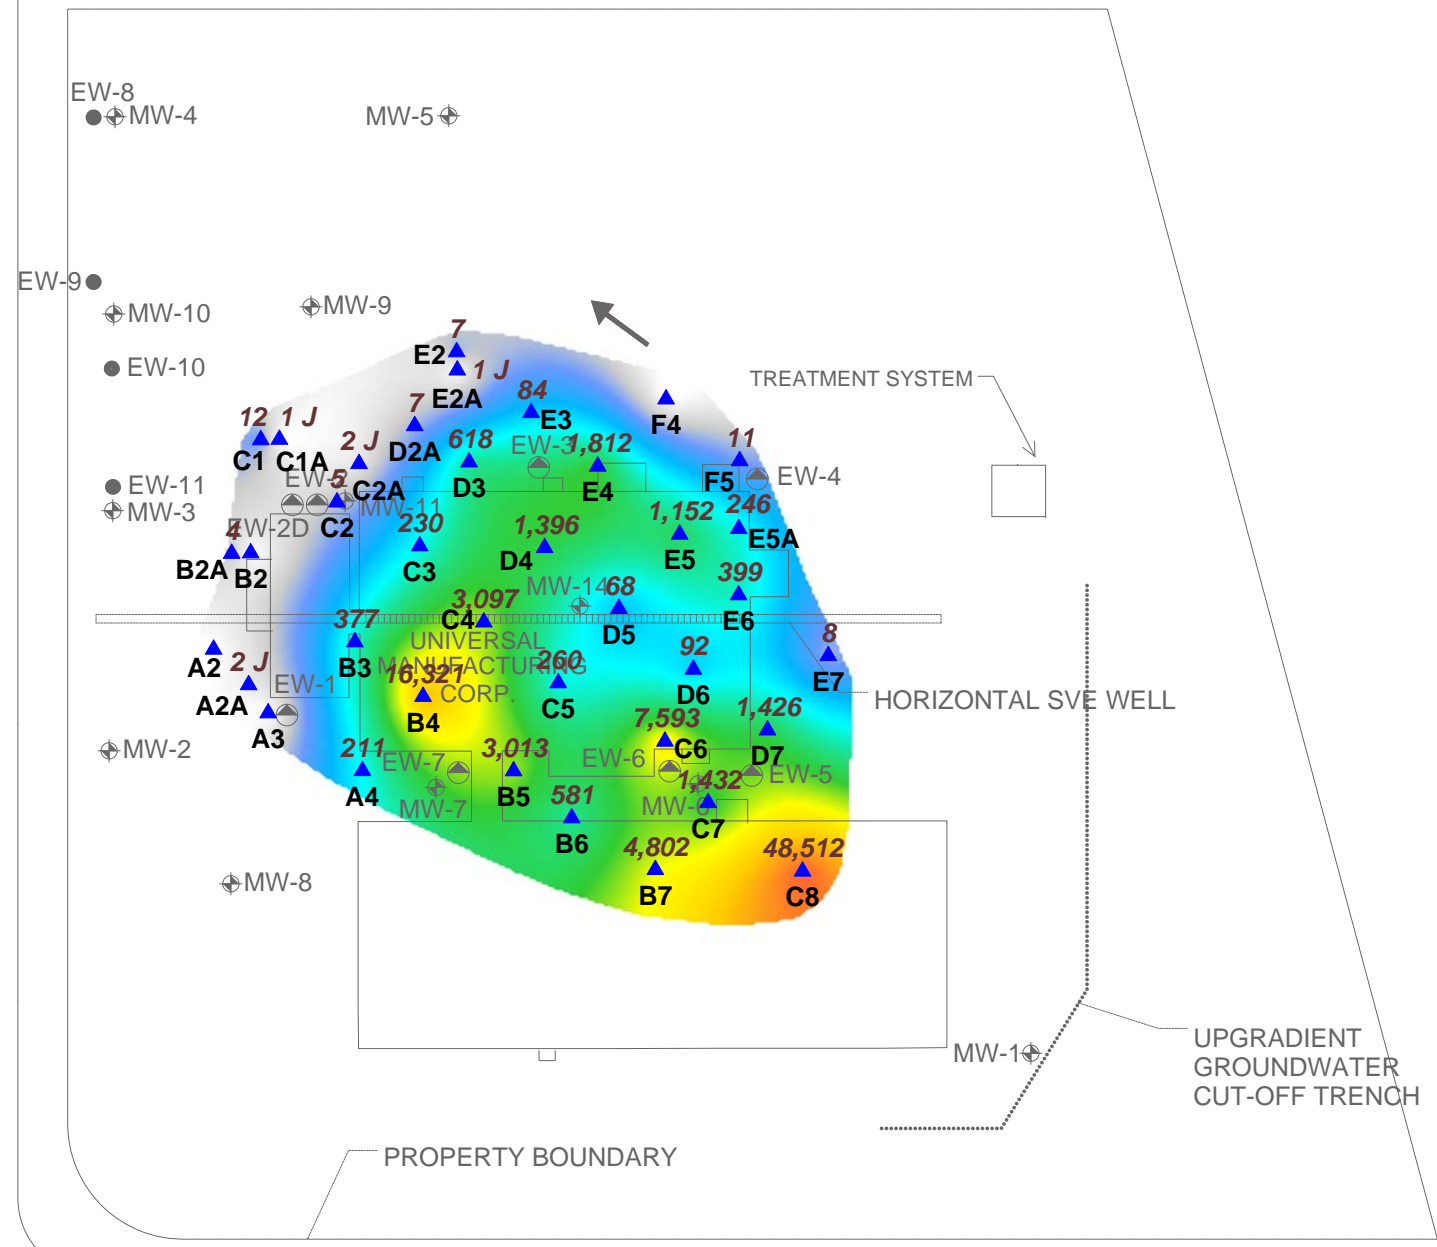 EW-8
MW-4
MW-5
EW-9
MW-10
MW-9
EW-10
7
E2
1 J
E2A
TREATMENT SYSTEM
84
E3
F4
7
D2A
12
1 J
C1
C1A
2 J
C2A
618
D3
EW-3
1,812
E4
11
F5
EW-4
EW-11
MW-3
5
C2
MW-11
EW-2D
230
C3
1,396
D4
1,152
E5
246
E5A
4
B2A
B2
MW-14
68
D5
399
E6
3,097
C4
377
B3
UNIVERSAL
MANUFACTURING
CORP.
A2
2 J
A2A
EW-1
A3
16,321
B4
260
C5
92
D6
8
E7
HORIZONTAL SVE WELL
MW-2
7,593
C6
1,426
D7
211
A4
EW-7
MW-7
3,013
B5
EW-6
EW-5
1,432
C7
MW-6
581
B6
MW-8
4,802
B7
48,512
C8
MW-1
UPGRADIENT
GROUNDWATER
CUT-OFF TRENCH
PROPERTY BOUNDARY